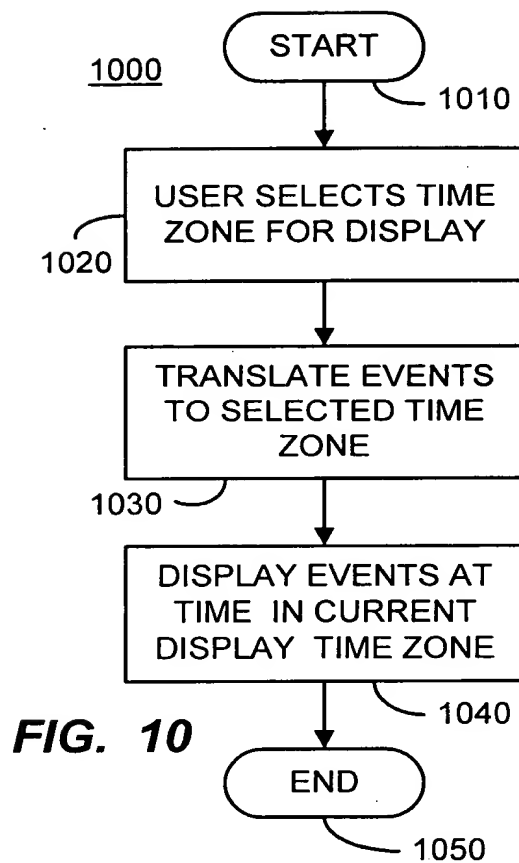 START
1000
1010
USER SELECTS TIME
ZONE FOR DISPLAY
1020
TRANSLATE EVENTS
TO SELECTED TIME
ZONE
1030
DISPLAY EVENTS AT
TIME IN CURRENT
DISPLAY TIME ZONE
1040
FIG. 10
END
1050